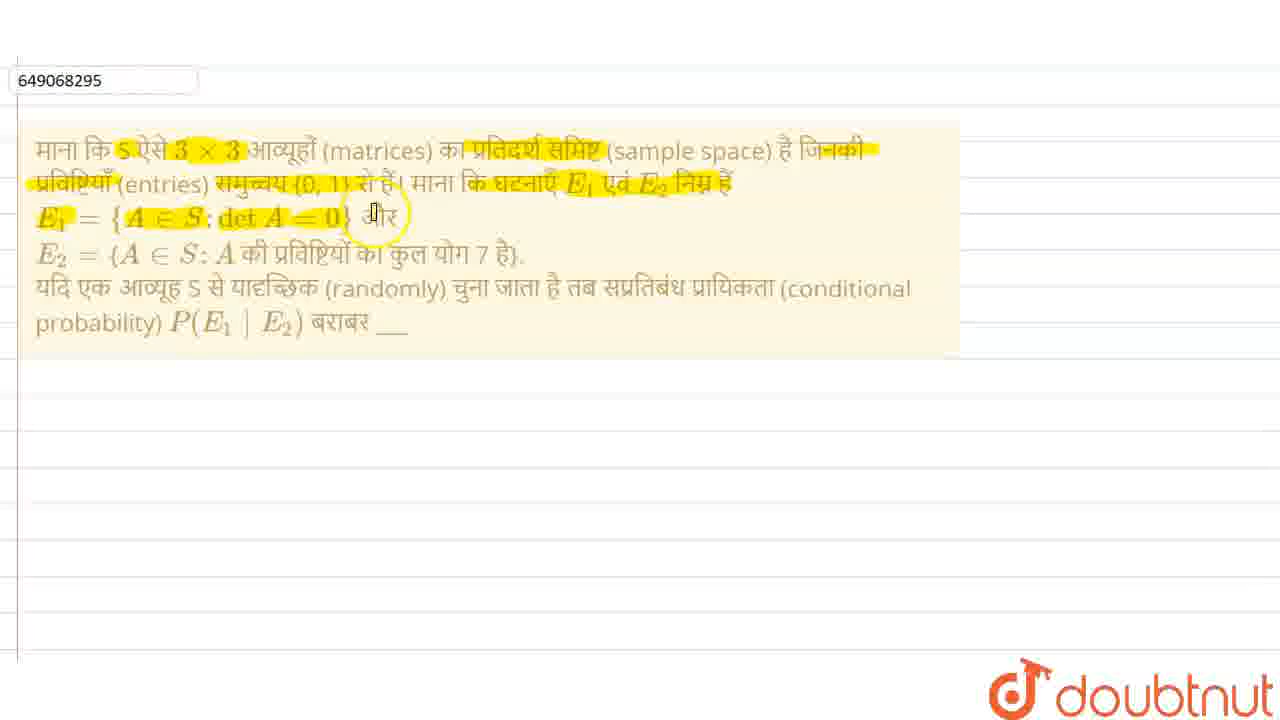 649068295
माना कि S ऐसे 3 × 3 आव्यूहों (matrices) का प्रतिदर्श समिष्ट (sample space) है जिनकी
प्रविष्टियाँ (entries) समुच्चय {0, 1} से हैं। माना कि घटनाएँ E₁ एवं E₂ निम्न हैं
E₁ = {A ∈ S : det A = 0} और
E₂ = {A ∈ S : A की प्रविष्टियों का कुल योग 7 है}.
यदि एक आव्यूह S से यादृच्छिक (randomly) चुना जाता है तब सप्रतिबंध प्रायिकता (conditional
probability) P(E₁ | E₂) बराबर ___
doubtnut